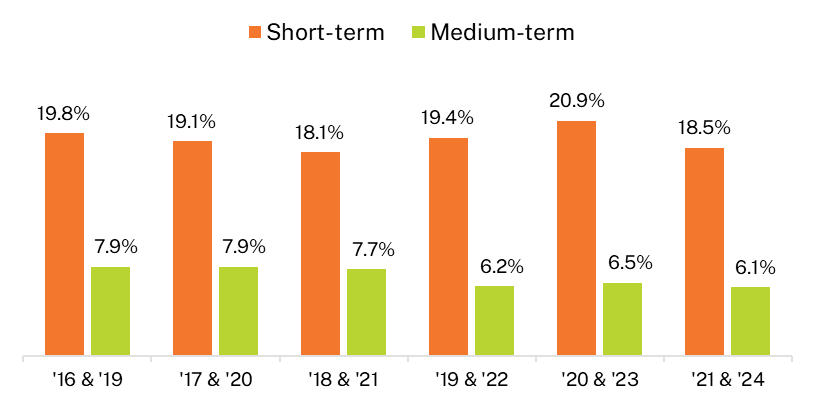 Short-term Medium-term
19.8% 19.1% 18.1% 19.4% 20.9% 18.5%
7.9% 7.9% 7.7% 6.2% 6.5% 6.1%
'16 & '19 '17 & '20 '18 & '21 '19 & '22 '20 & '23 '21 & '24